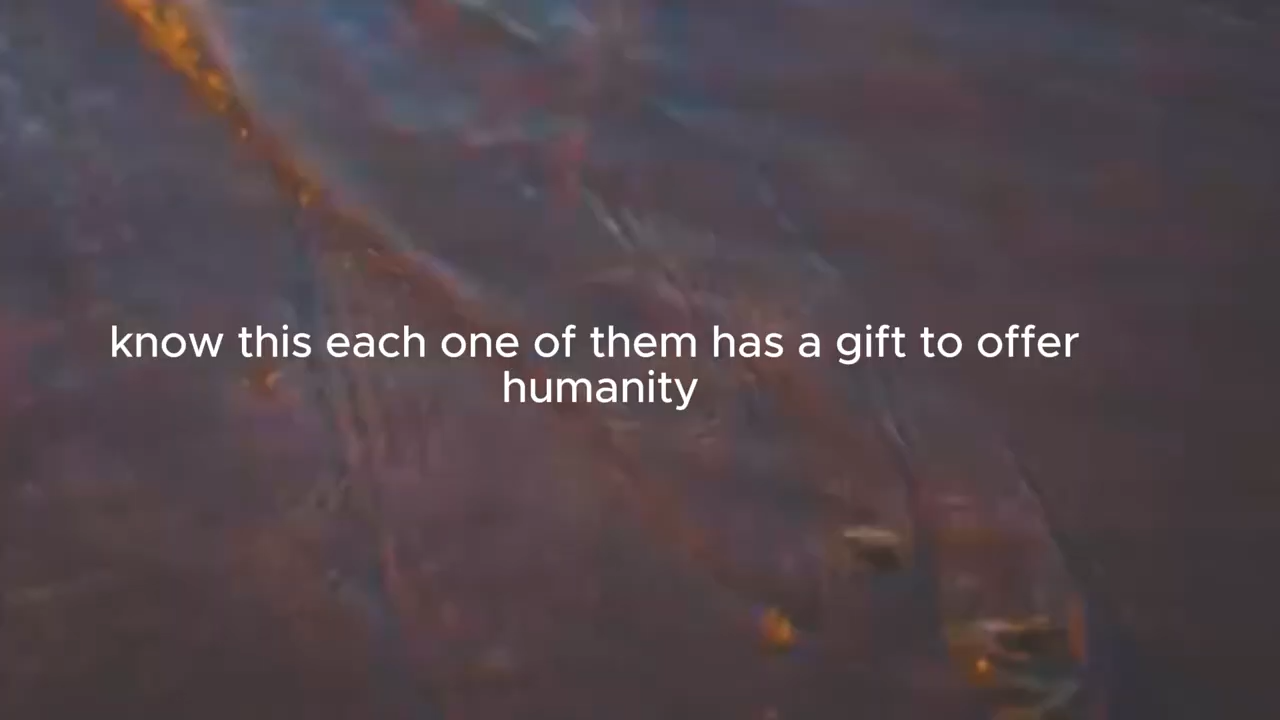 know this each one of them has a gift to offer
humanity